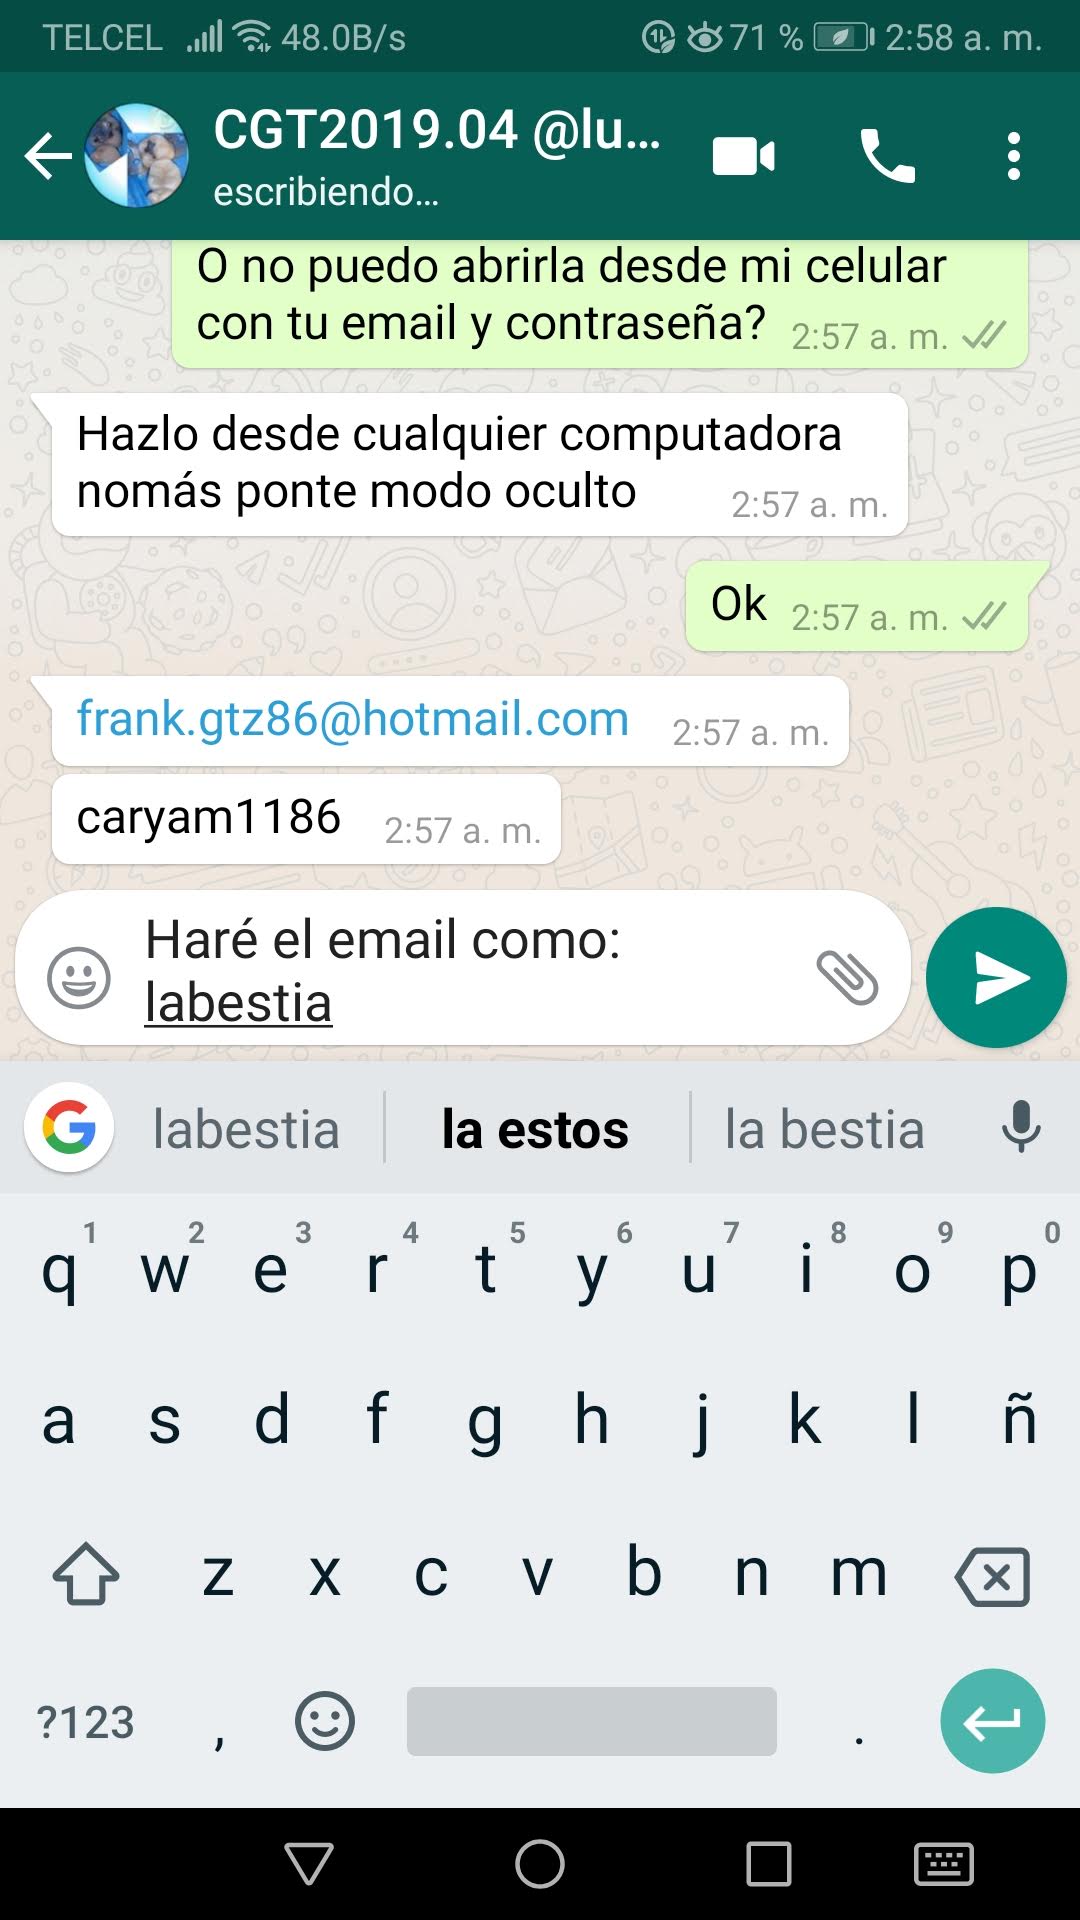 TELCEL 48.0B/s 71 % 2:58 a. m.
CGT2019.04 @lu...
escribiendo...
O no puedo abrirla desde mi celular
con tu email y contraseña? 2:57 a. m.
Hazlo desde cualquier computadora
nomás ponte modo oculto 2:57 a. m.
Ok 2:57 a. m.
frank.gtz86@hotmail.com 2:57 a. m.
caryam1186 2:57 a. m.
Haré el email como:
labestia
labestia la estos la bestia
1 2 3 4 5 6 7 8 9 0
q w e r t y u i o p
a s d f g h j k l ñ
z x c v b n m
?123 , .